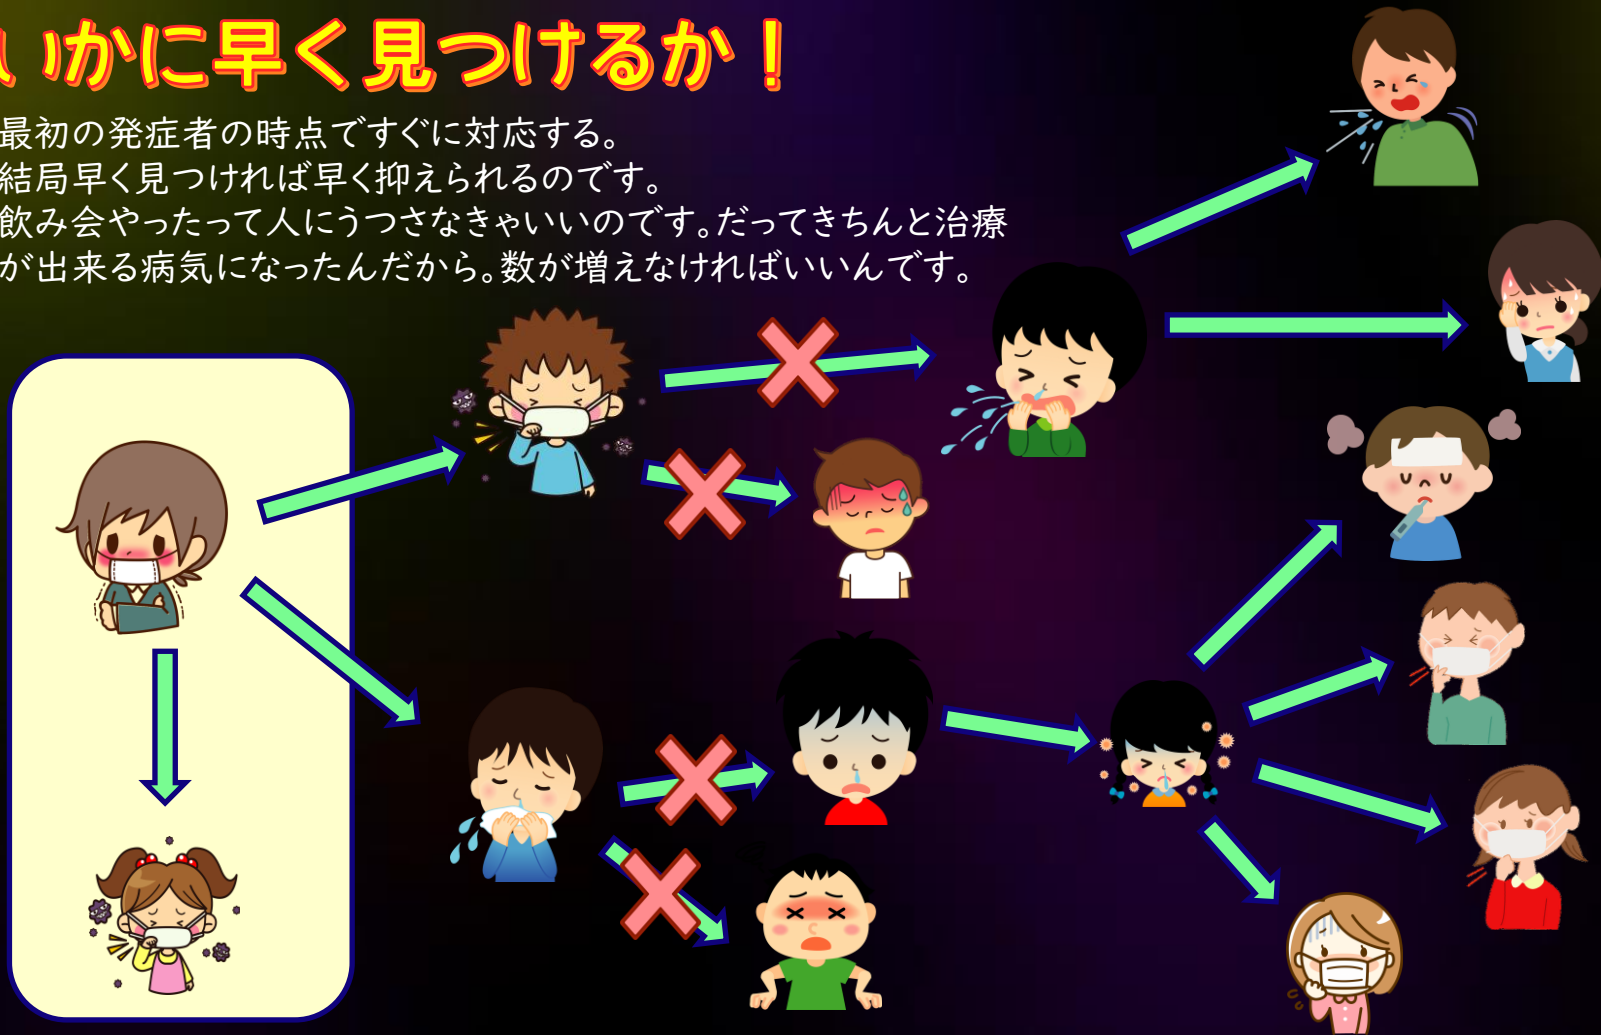 いかに早く見つけるか！
最初の発症者の時点ですぐに対応する。
結局早く見つければ早く抑えられるのです。
飲み会やったって人にうつさなきゃいいのです。だってきちんと治療
が出来る病気になったんだから。数が増えなければいいんです。